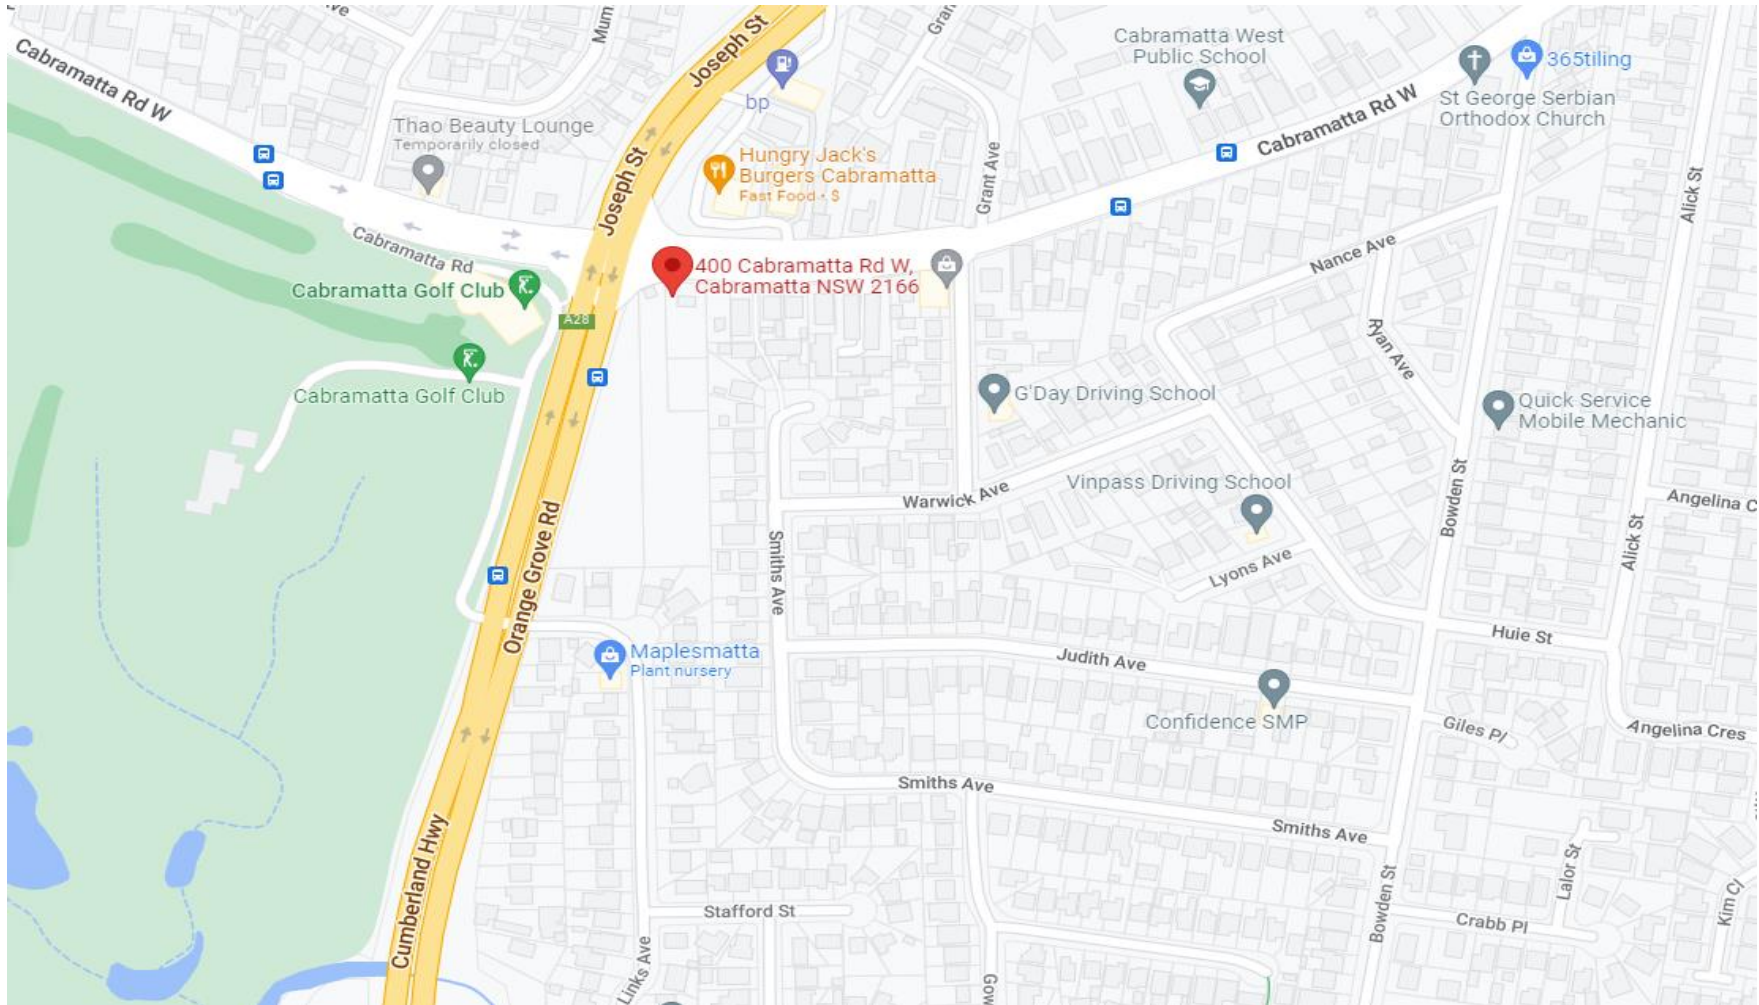 Cabramatta Rd W
Joseph St
bp
Cabramatta West
Public School
365tiling
St George Serbian
Orthodox Church
Cabramatta Rd W
Thao Beauty Lounge
Temporarily closed
Hungry Jack's
Burgers Cabramatta
Fast Food · $
Joseph St
Grant Ave
Alick St
Cabramatta Rd
Nance Ave
400 Cabramatta Rd W,
Cabramatta NSW 2166
Cabramatta Golf Club
A28
Ryan Ave
Cabramatta Golf Club
G'Day Driving School
Quick Service
Mobile Mechanic
Vinpass Driving School
Warwick Ave
Bowden St
Angelina C
Alick St
Orange Grove Rd
Smiths Ave
Lyons Ave
Huie St
Maplesmatta
Plant nursery
Judith Ave
Confidence SMP
Giles Pl
Angelina Cres
Smiths Ave
Smiths Ave
Cumberland Hwy
Lalor St
Bowden St
Kim Cl
Stafford St
Crabb Pl
Links Ave
Gow